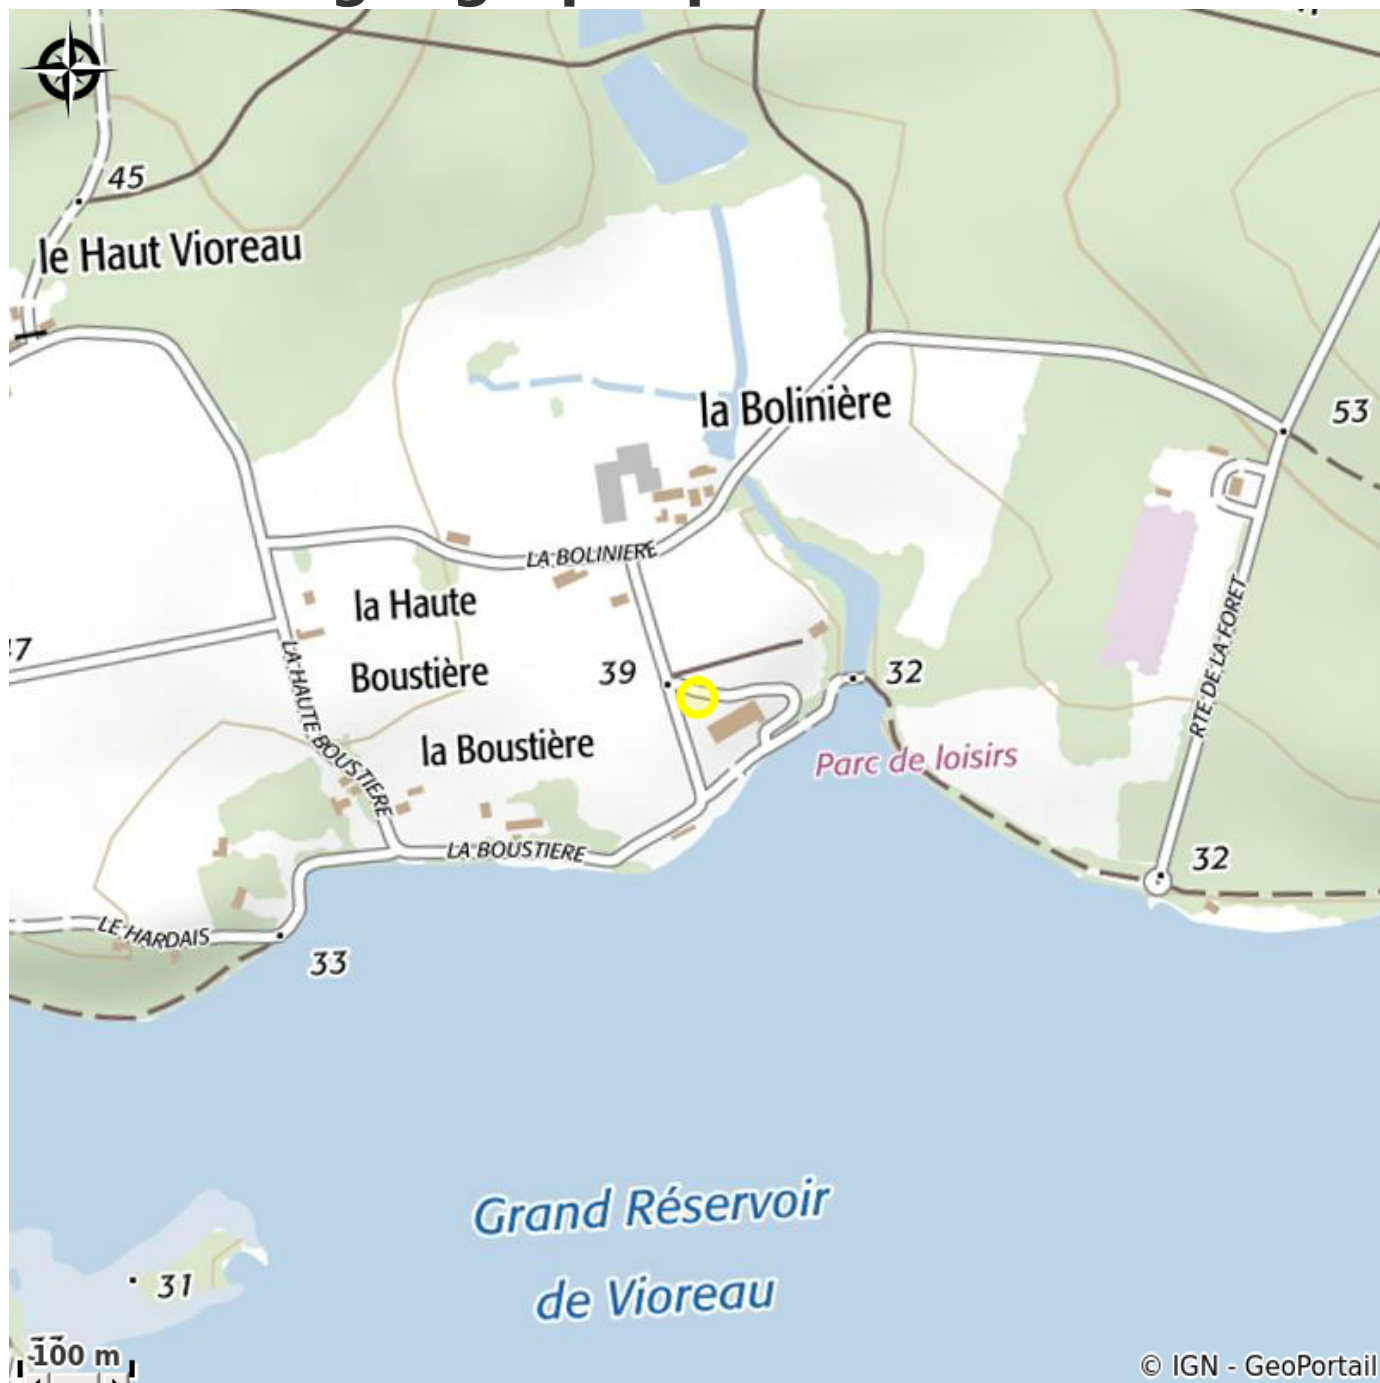 45
le Haut Vioreau
la Bolinière
53
LA BOLINIERE
la Haute
Boustière
39
32
RTE DE LA FORET
LA HAUTE BOUSTIERE
la Boustière
Parc de loisirs
LA BOUSTIERE
32
LE HARDAIS
33
Grand Réservoir
de Vioreau
31
100 m
© IGN - GeoPortail